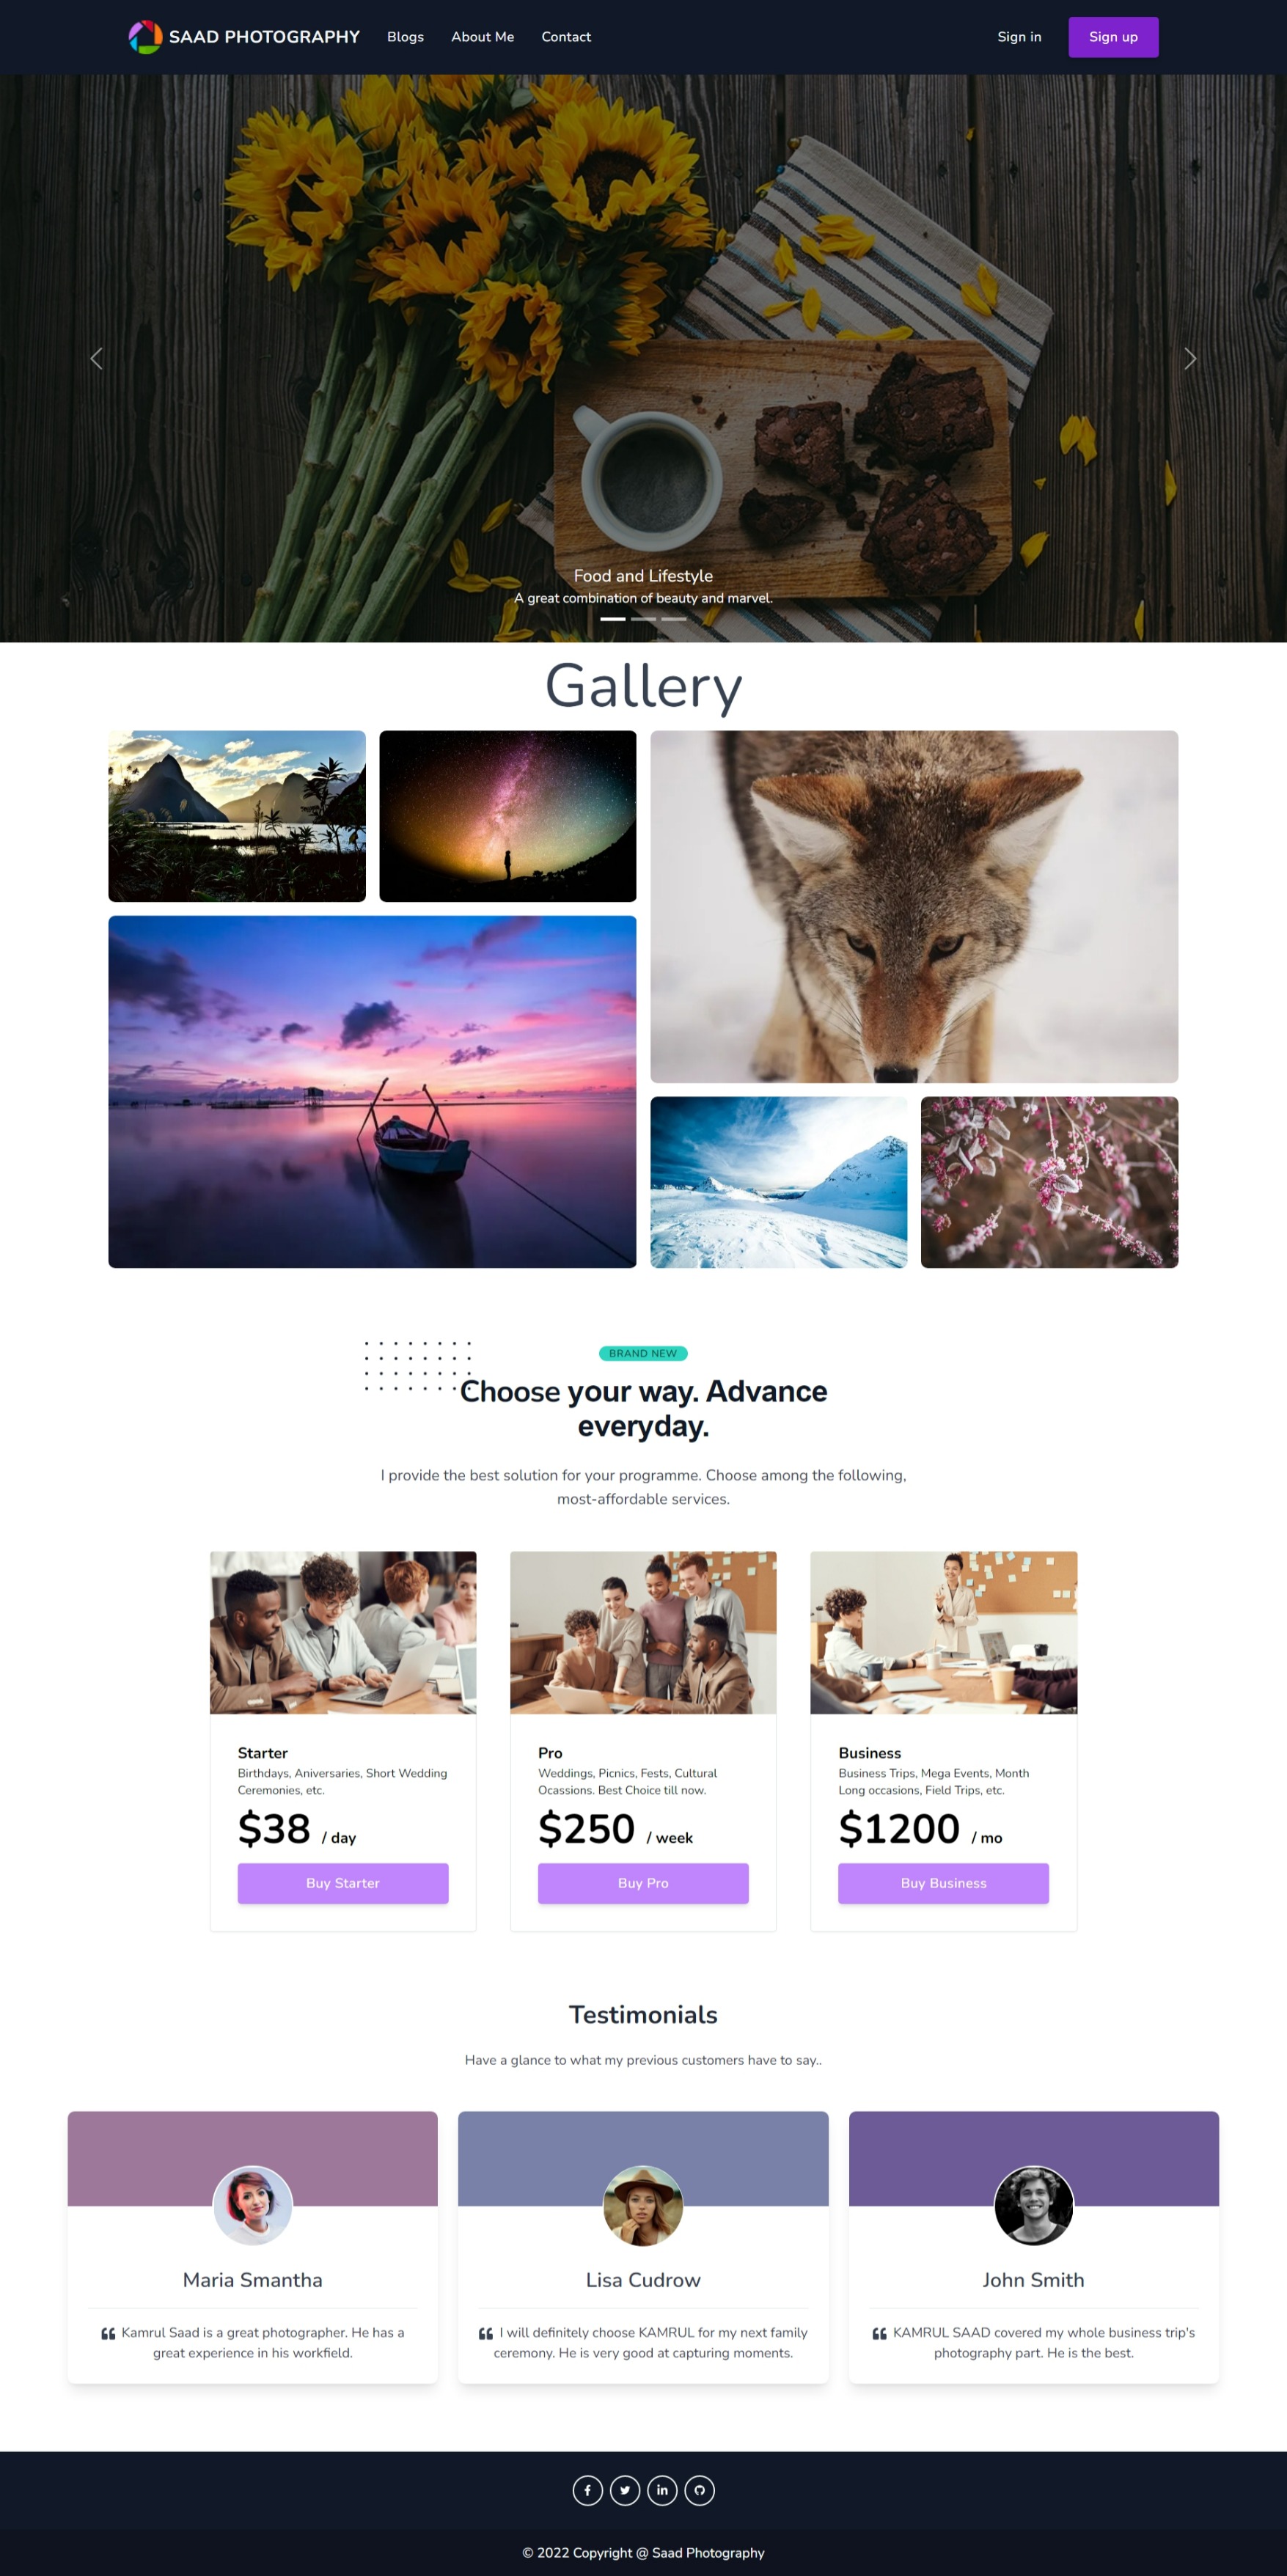 SAAD PHOTOGRAPHY
Blogs
About Me
Contact
Sign in
Sign up
Food and Lifestyle
A great combination of beauty and marvel.
Gallery
BRAND NEW
Choose your way. Advance
everyday.
I provide the best solution for your programme. Choose among the following,
most-affordable services.
Starter
Birthdays, Aniversaries, Short Wedding
Ceremonies, etc.
$38 / day
Buy Starter
Pro
Weddings, Picnics, Fests, Cultural
Ocassions. Best Choice till now.
$250 / week
Buy Pro
Business
Business Trips, Mega Events, Month
Long occasions, Field Trips, etc.
$1200 / mo
Buy Business
Testimonials
Have a glance to what my previous customers have to say..
Maria Smantha
❝ Kamrul Saad is a great photographer. He has a
great experience in his workfield.
Lisa Cudrow
❝ I will definitely choose KAMRUL for my next family
ceremony. He is very good at capturing moments.
John Smith
❝ KAMRUL SAAD covered my whole business trip's
photography part. He is the best.
© 2022 Copyright @ Saad Photography